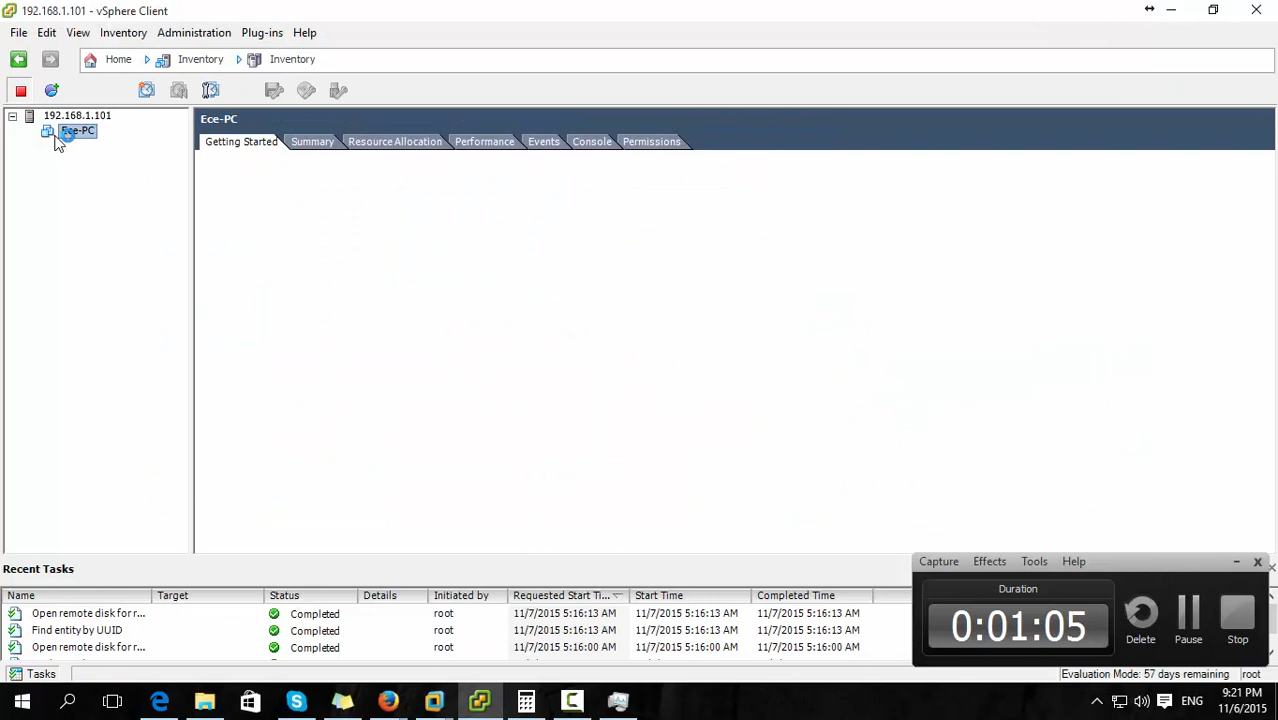 192.168.1.101 - vSphere Client
File Edit View Inventory Administration Plug-ins Help
Home Inventory Inventory
192.168.1.101
Ece-PC
Ece-PC
Getting Started Summary Resource Allocation Performance Events Console Permissions
Recent Tasks
Name Target Status Details Initiated by Requested Start Ti... Start Time Completed Time
Open remote disk for r... Completed root 11/7/2015 5:16:13 AM 11/7/2015 5:16:13 AM 11/7/2015 5:16:13 AM
Find entity by UUID Completed root 11/7/2015 5:16:13 AM 11/7/2015 5:16:13 AM 11/7/2015 5:16:13 AM
Open remote disk for r... Completed root 11/7/2015 5:16:00 AM 11/7/2015 5:16:00 AM 11/7/2015 5:16:00 AM
Capture Effects Tools Help
Duration
0:01:05
Delete Pause Stop
Tasks
Evaluation Mode: 57 days remaining root
ENG
9:21 PM
11/6/2015